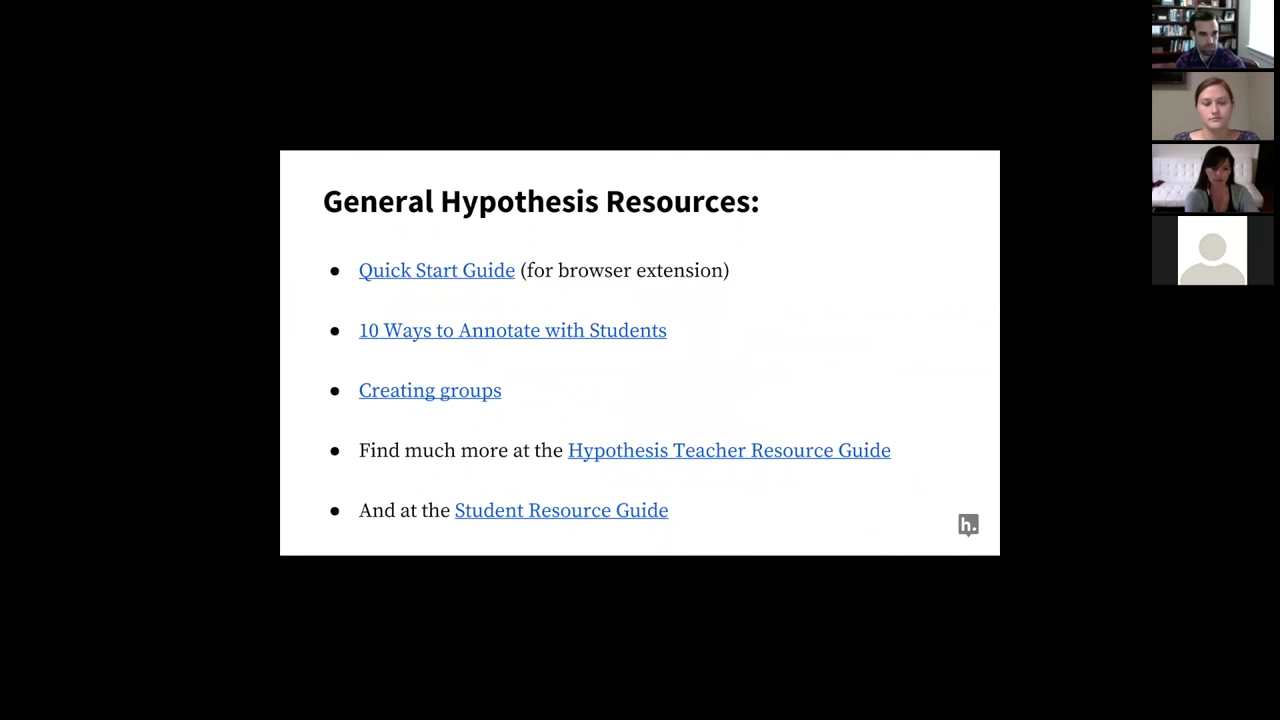 General Hypothesis Resources:
● Quick Start Guide (for browser extension)
● 10 Ways to Annotate with Students
● Creating groups
● Find much more at the Hypothesis Teacher Resource Guide
● And at the Student Resource Guide
h.